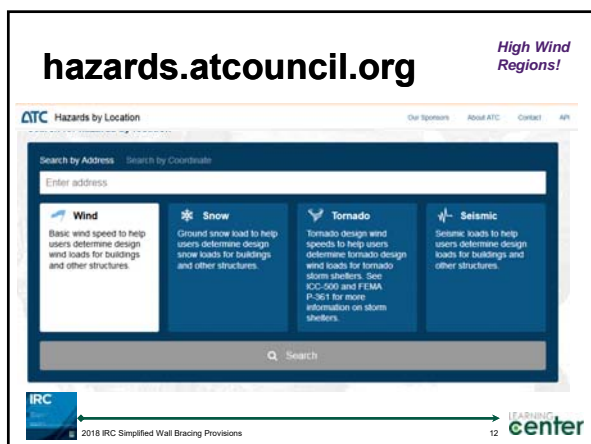 hazards.atcouncil.org
High Wind
Regions!
ATC Hazards by Location
Our Sponsors About ATC Contact API
Search by Address Search by Coordinate
Enter address
Wind
Basic wind speed to help
users determine design
wind loads for buildings
and other structures.
Snow
Ground snow load to help
users determine design
snow loads for buildings
and other structures.
Tornado
Tornado design wind
speeds to help users
determine tornado design
wind loads for tornado
storm shelters. See
ICC-500 and FEMA
P-361 for more
information on storm
shelters.
Seismic
Seismic loads to help
users determine design
loads for buildings and
other structures.
Search
IRC
2018 IRC Simplified Wall Bracing Provisions
12
LEARNING
center